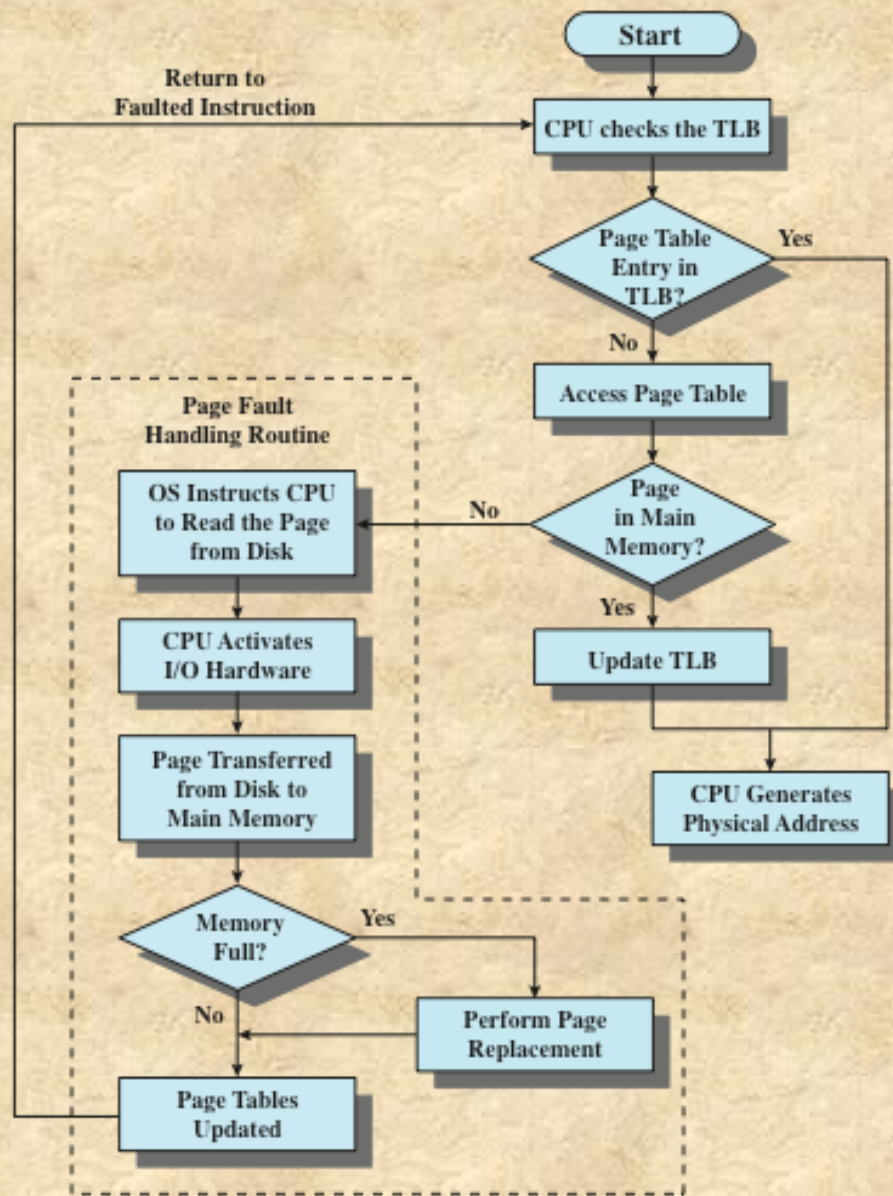 Start
Return to
Faulted Instruction
CPU checks the TLB
Page Table
Entry in
TLB?
Yes
No
Access Page Table
Page Fault
Handling Routine
OS Instructs CPU
to Read the Page
from Disk
No
Page
in Main
Memory?
Yes
CPU Activates
I/O Hardware
Update TLB
Page Transferred
from Disk to
Main Memory
CPU Generates
Physical Address
Memory
Full?
Yes
No
Perform Page
Replacement
Page Tables
Updated